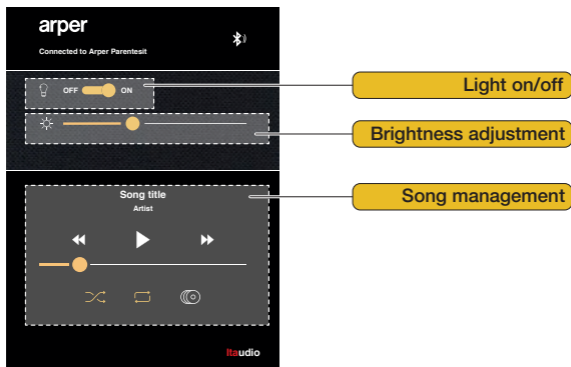 arper
Connected to Arper Parentesit
OFF ON
Light on/off
Brightness adjustment
Song title
Artist
Song management
Itaudio